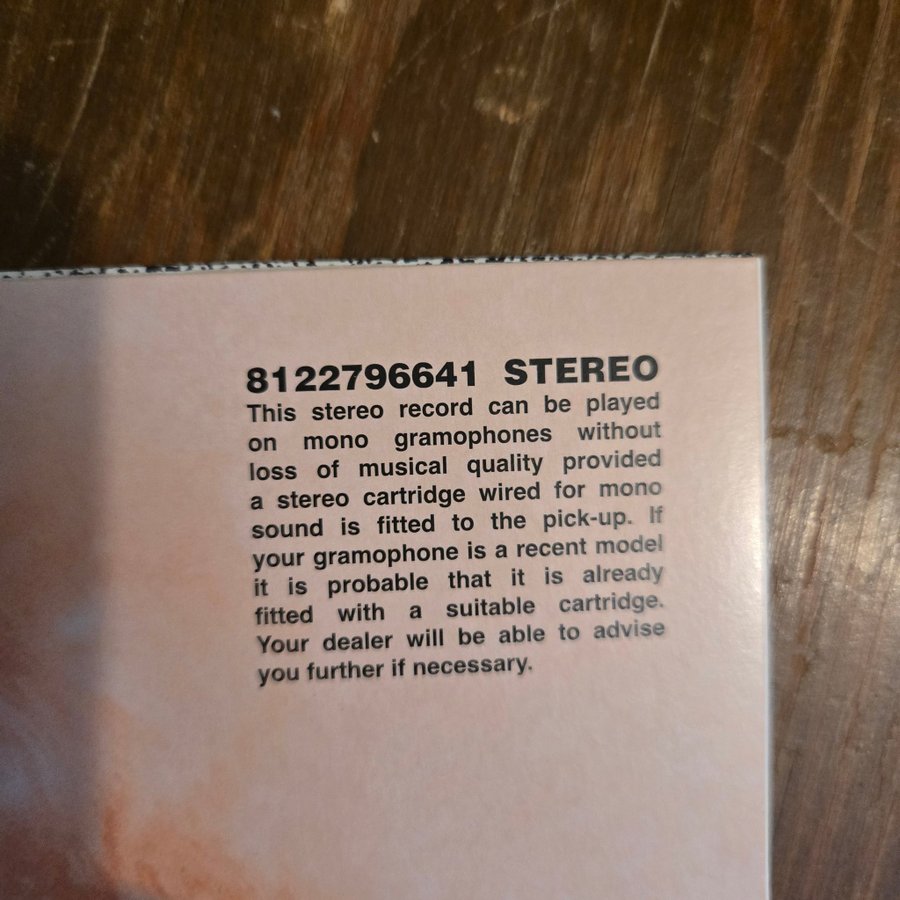 8122796641 STEREO
This stereo record can be played
on mono gramophones without
loss of musical quality provided
a stereo cartridge wired for mono
sound is fitted to the pick-up. If
your gramophone is a recent model
it is probable that it is already
fitted with a suitable cartridge.
Your dealer will be able to advise
you further if necessary.